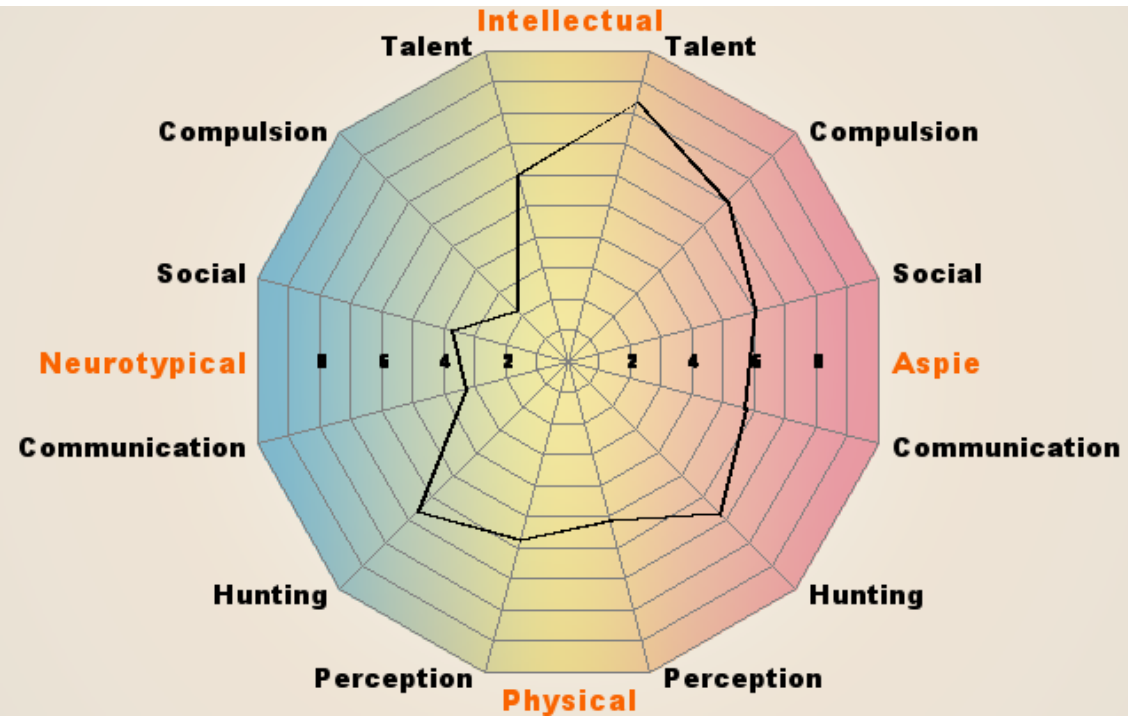 Intellectual
Talent Talent
Compulsion Compulsion
Social Social
Neurotypical 8 6 4 2 2 4 6 8 Aspie
Communication Communication
Hunting Hunting
Perception Perception
Physical